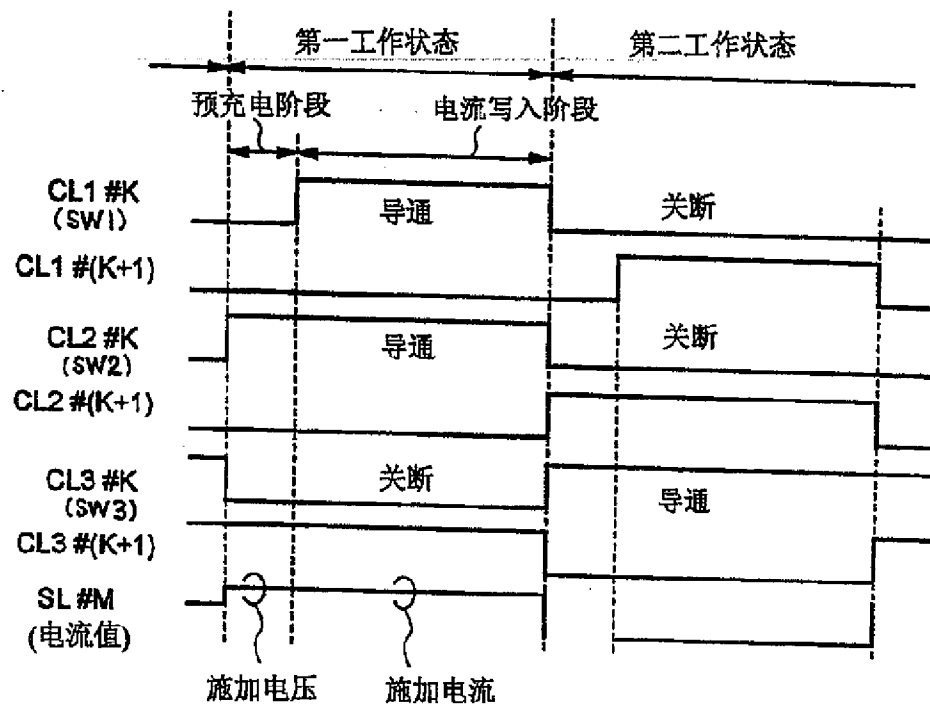 第一工作状态 第二工作状态
预充电阶段 电流写入阶段
CL1 #K 导通 关断
(SW1)
CL1 #(K+1)
CL2 #K 导通 关断
(SW2)
CL2 #(K+1)
CL3 #K 关断 导通
(SW3)
CL3 #(K+1)
SL #M
(电流值)
施加电压 施加电流